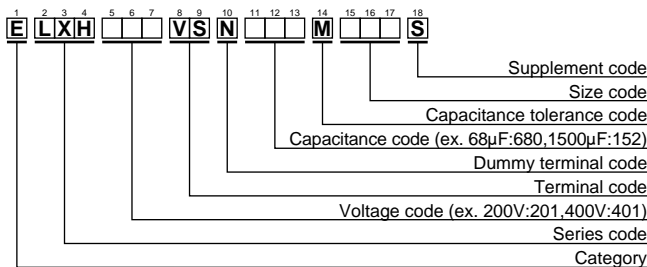 1 2 3 4 5 6 7 8 9 10 11 12 13 14 15 16 17 18
E L X H V S N M S
Supplement code
Size code
Capacitance tolerance code
Capacitance code (ex. 68µF:680,1500µF:152)
Dummy terminal code
Terminal code
Voltage code (ex. 200V:201,400V:401)
Series code
Category